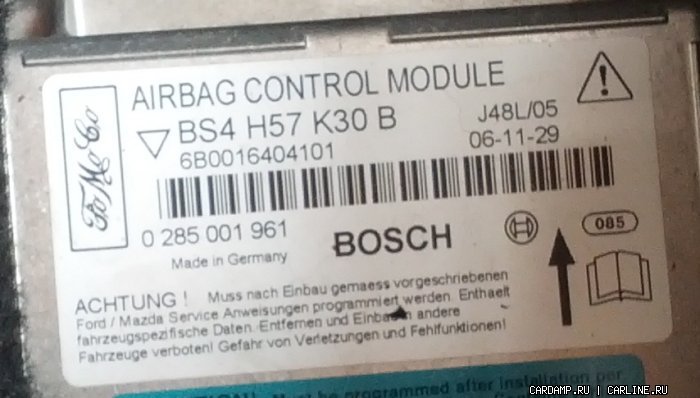 FoMoCo
AIRBAG CONTROL MODULE
BS4 H57 K30 B
J48L/05
6B0016404101
06-11-29
0 285 001 961
BOSCH
085
Made in Germany
ACHTUNG ! Muss nach Einbau gemaess vorgeschriebenen
Ford / Mazda Service Anweisungen programmiert werden. Enthaelt
fahrzeugspezifische Daten. Entfernen und Einbau in andere
Fahrzeuge verboten! Gefahr von Verletzungen und Fehlfunktionen!
Must be programmed after installation per
CARDAMP.RU | CARLINE.RU